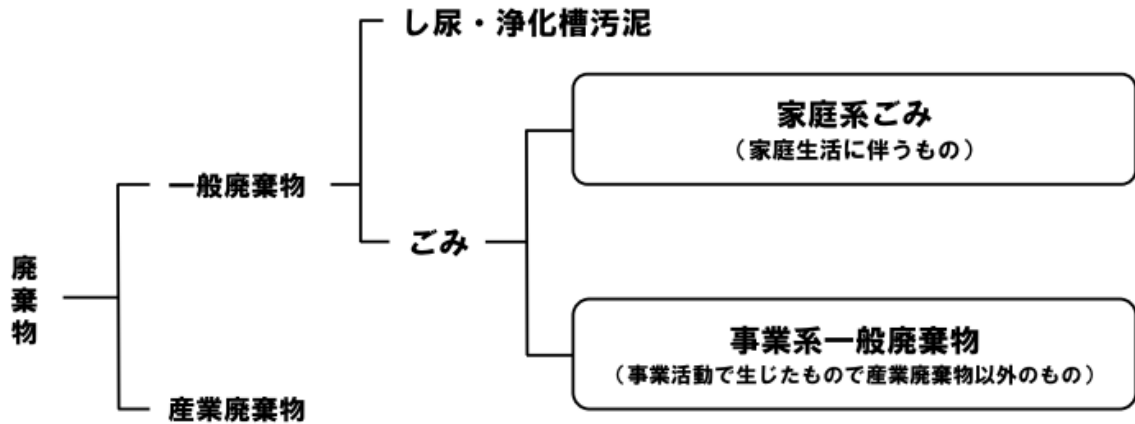 廃棄物
一般廃棄物
し尿・浄化槽汚泥
ごみ
家庭系ごみ
（家庭生活に伴うもの）
事業系一般廃棄物
（事業活動で生じたもので産業廃棄物以外のもの）
産業廃棄物